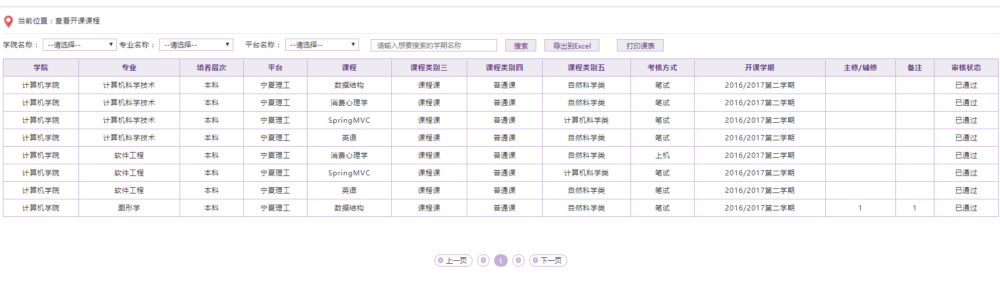 当前位置：查看开课课程
学院名称： --请选择-- 专业名称： --请选择-- 平台名称： --请选择-- 请输入想要搜索的学期名称 搜索 导出到Excel 打印课表
学院 专业 培养层次 平台 课程 课程类别三 课程类别四 课程类别五 考核方式 开课学期 主修/辅修 备注 审核状态
计算机学院 计算机科学技术 本科 宁夏理工 数据结构 课程课 普通课 自然科学类 笔试 2016/2017第二学期 已通过
计算机学院 计算机科学技术 本科 宁夏理工 消费心理学 课程课 普通课 自然科学类 笔试 2016/2017第二学期 已通过
计算机学院 计算机科学技术 本科 宁夏理工 SpringMVC 课程课 普通课 计算机科学类 笔试 2016/2017第二学期 已通过
计算机学院 计算机科学技术 本科 宁夏理工 英语 课程课 普通课 自然科学类 笔试 2016/2017第二学期 已通过
计算机学院 软件工程 本科 宁夏理工 消费心理学 课程课 普通课 自然科学类 上机 2016/2017第二学期 已通过
计算机学院 软件工程 本科 宁夏理工 SpringMVC 课程课 普通课 计算机科学类 笔试 2016/2017第二学期 已通过
计算机学院 软件工程 本科 宁夏理工 英语 课程课 普通课 自然科学类 笔试 2016/2017第二学期 已通过
计算机学院 图形学 本科 宁夏理工 数据结构 课程课 普通课 自然科学类 笔试 2016/2017第二学期 1 1 已通过
上一页 1 下一页